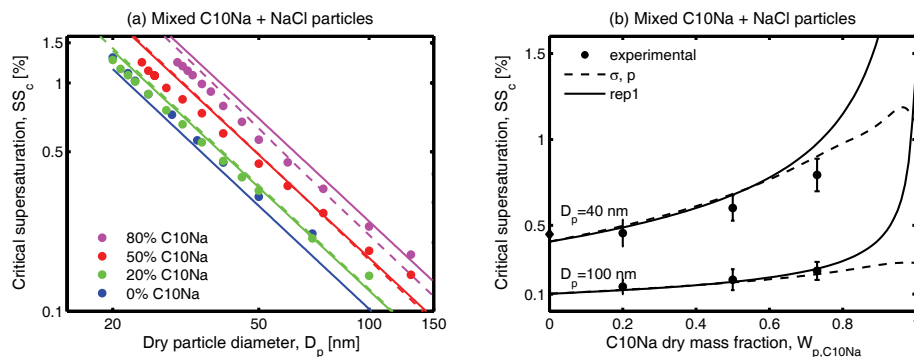 (a) Mixed C10Na + NaCl particles
Critical supersaturation, SS_c [%]
1.5
1.0
0.5
0.1
80% C10Na
50% C10Na
20% C10Na
0% C10Na
20 50 100 150
Dry particle diameter, D_p [nm]
(b) Mixed C10Na + NaCl particles
Critical supersaturation, SS_c [%]
1.5
1
0.5
0.1
experimental
σ, p
rep1
D_p=40 nm
D_p=100 nm
0 0.2 0.4 0.6 0.8 1
C10Na dry mass fraction, W_p,C10Na